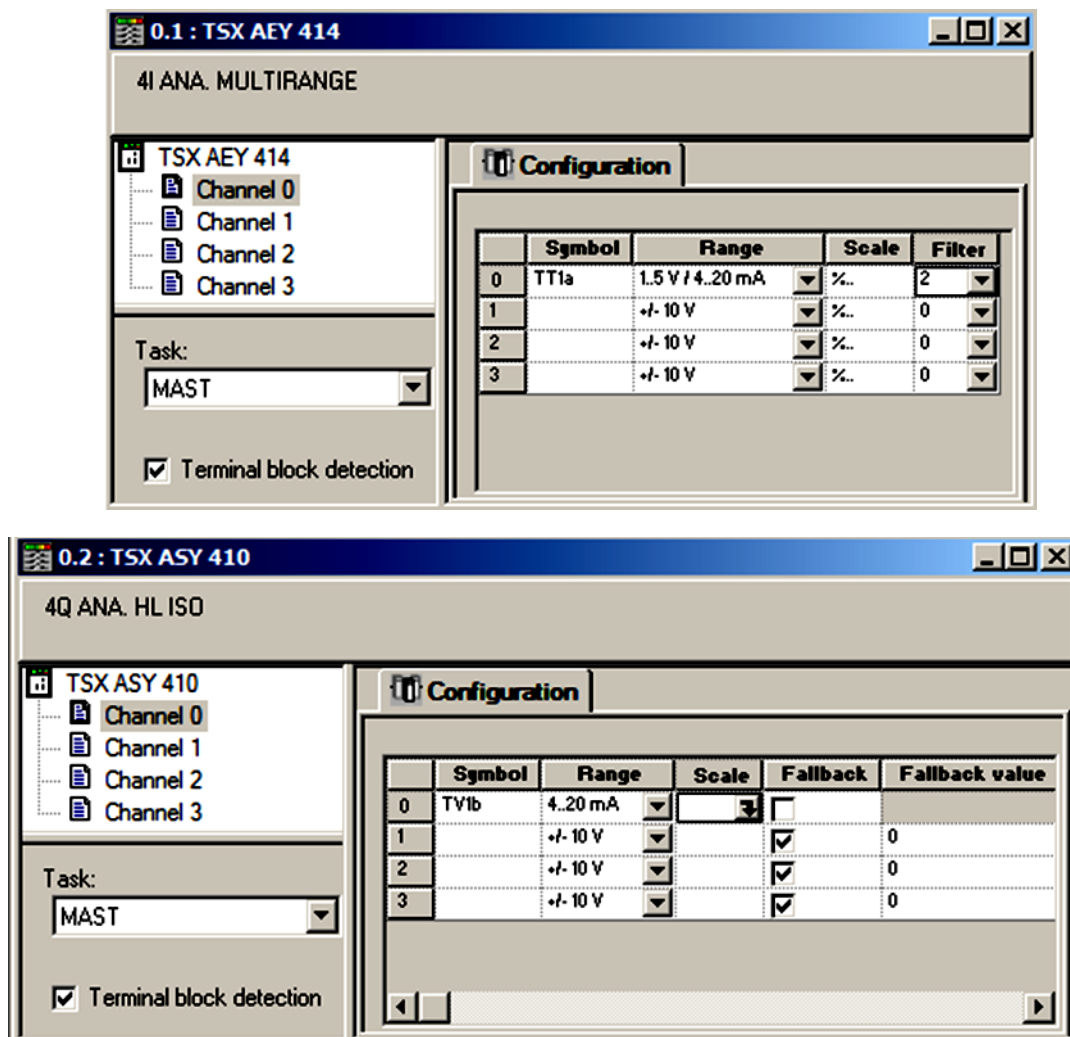 0.1 : TSX AEY 414
4I ANA. MULTIRANGE
TSX AEY 414
Channel 0
Channel 1
Channel 2
Channel 3
Task:
MAST
Terminal block detection
Configuration
Symbol Range Scale Filter
0 TT1a 1..5 V / 4..20 mA %.. 2
1 +/- 10 V %.. 0
2 +/- 10 V %.. 0
3 +/- 10 V %.. 0
0.2 : TSX ASY 410
4Q ANA. HL ISO
TSX ASY 410
Channel 0
Channel 1
Channel 2
Channel 3
Task:
MAST
Terminal block detection
Configuration
Symbol Range Scale Fallback Fallback value
0 TV1b 4..20 mA
1 +/- 10 V 0
2 +/- 10 V 0
3 +/- 10 V 0